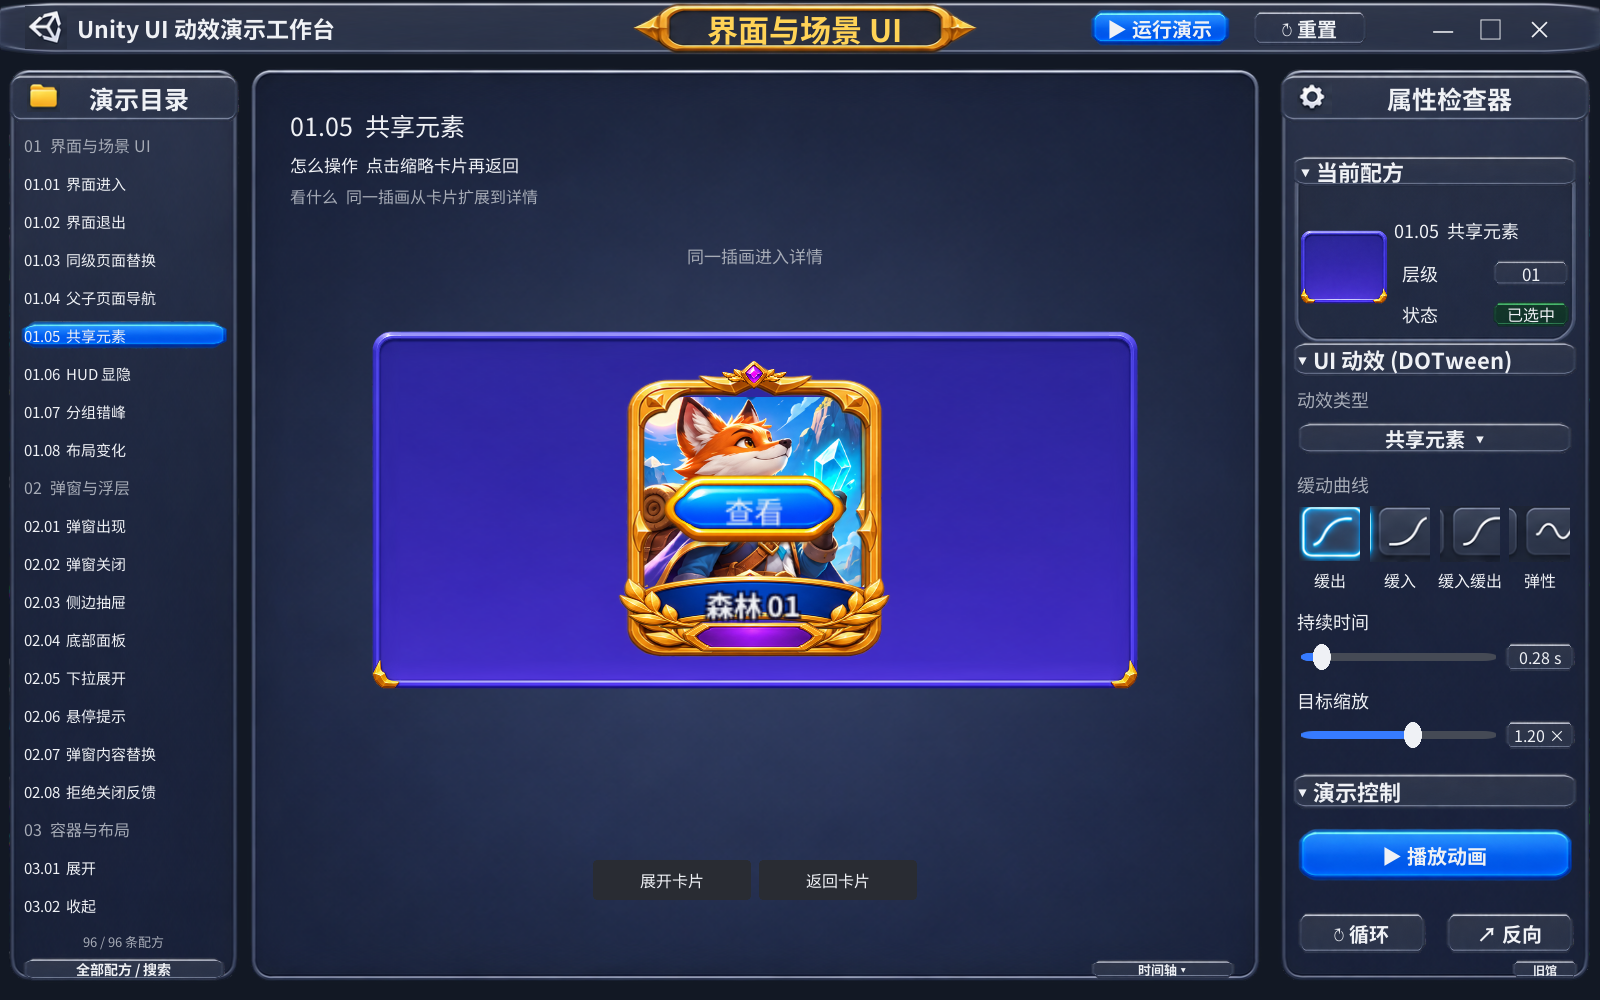 Unity UI 动效演示工作台
界面与场景 UI
▶ 运行演示
重置
演示目录
01 界面与场景 UI
01.01 界面进入
01.02 界面退出
01.03 同级页面替换
01.04 父子页面导航
01.05 共享元素
01.06 HUD 显隐
01.07 分组错峰
01.08 布局变化
02 弹窗与浮层
02.01 弹窗出现
02.02 弹窗关闭
02.03 侧边抽屉
02.04 底部面板
02.05 下拉展开
02.06 悬停提示
02.07 弹窗内容替换
02.08 拒绝关闭反馈
03 容器与布局
03.01 展开
03.02 收起
96 / 96 条配方
全部配方 / 搜索
01.05 共享元素
怎么操作 点击缩略卡片再返回
看什么 同一插画从卡片扩展到详情
同一插画进入详情
查看
森林.01
展开卡片
返回卡片
时间轴 ▾
属性检查器
▾ 当前配方
01.05 共享元素
层级
01
状态
已选中
▾ UI 动效 (DOTween)
动效类型
共享元素 ▾
缓动曲线
缓出
缓入
缓入缓出
弹性
持续时间
0.28 s
目标缩放
1.20 ×
▾ 演示控制
▶ 播放动画
循环
↗ 反向
旧馆